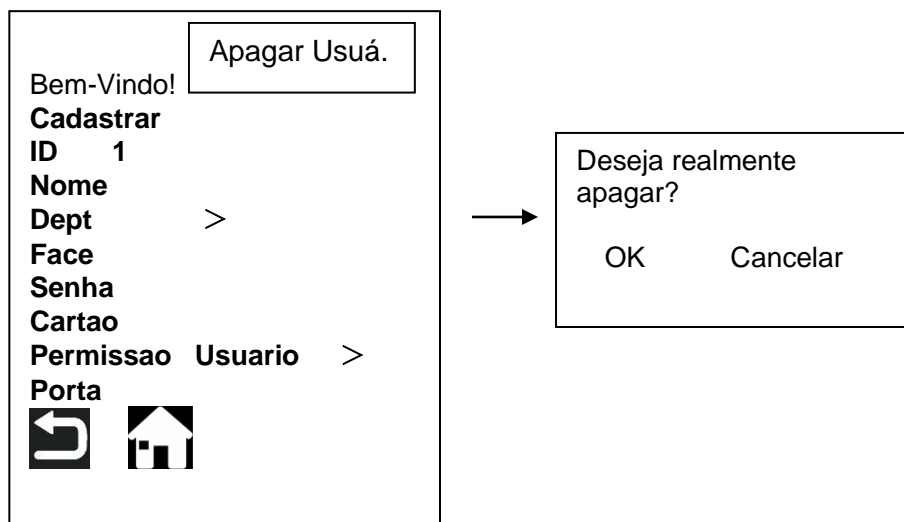 Apagar Usuá.
Bem-Vindo!
Cadastrar
ID 1
Nome
Dept >
Face
Senha
Cartao
Permissao Usuario >
Porta
Deseja realmente
apagar?
OK Cancelar